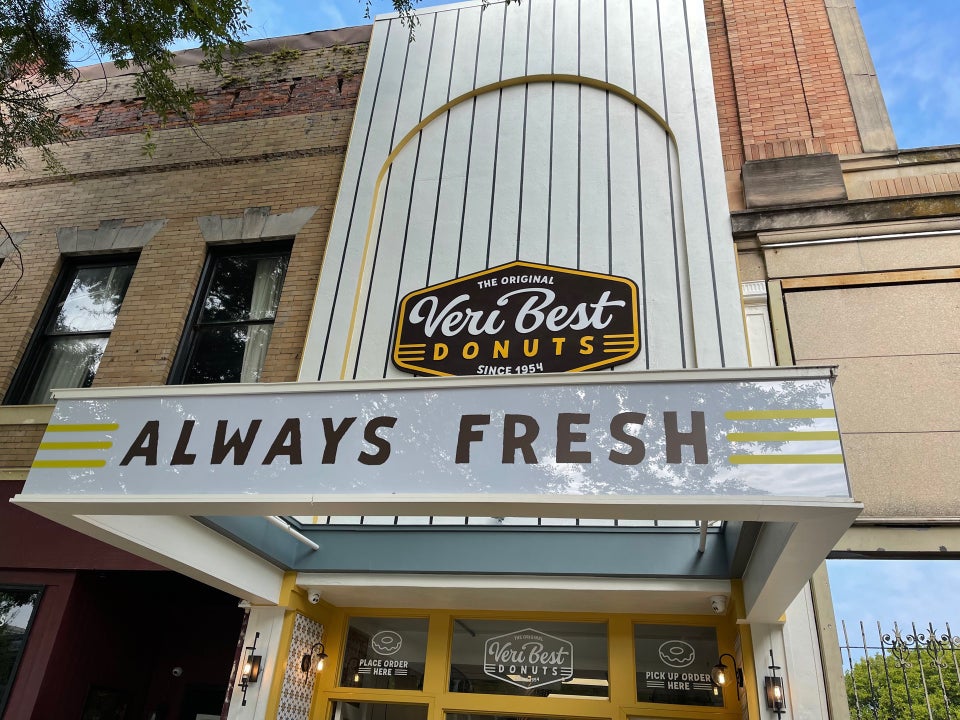 THE ORIGINAL
Veri Best
DONUTS
SINCE 1954
ALWAYS FRESH
PLACE ORDER
HERE
THE ORIGINAL
Veri Best
DONUTS
1954
PICK UP ORDER
HERE